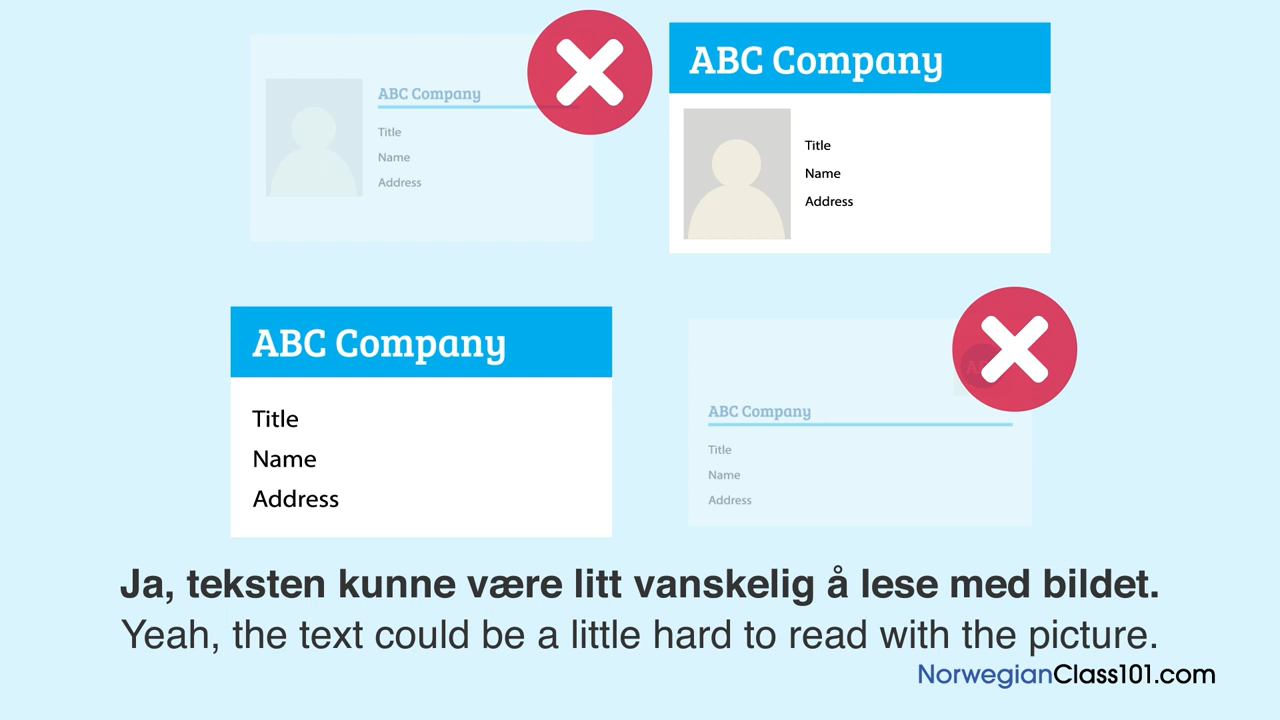 ABC Company
Title
Name
Address
ABC Company
Title
Name
Address
ABC Company
Title
Name
Address
ABC Company
Title
Name
Address
Ja, teksten kunne være litt vanskelig å lese med bildet.
Yeah, the text could be a little hard to read with the picture.
NorwegianClass101.com